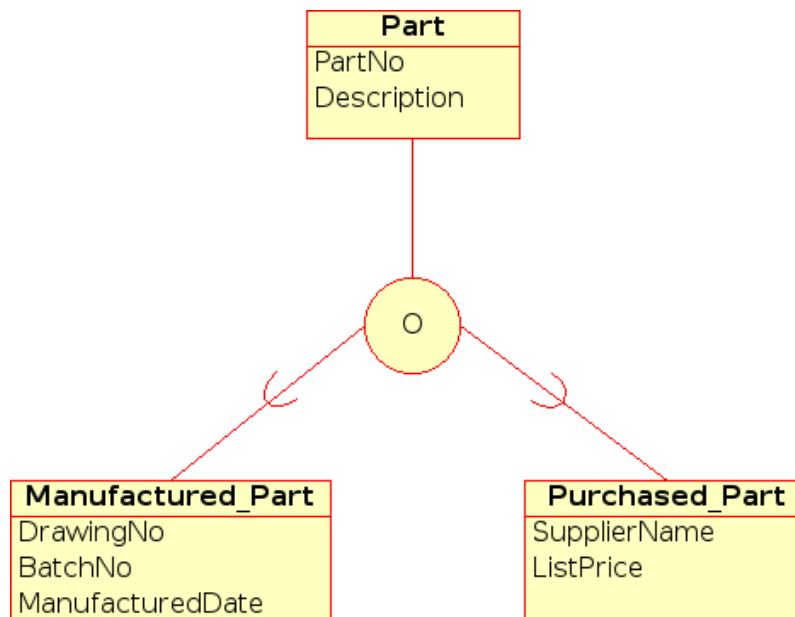 Part
PartNo
Description
O
Manufactured_Part
DrawingNo
BatchNo
ManufacturedDate
Purchased_Part
SupplierName
ListPrice